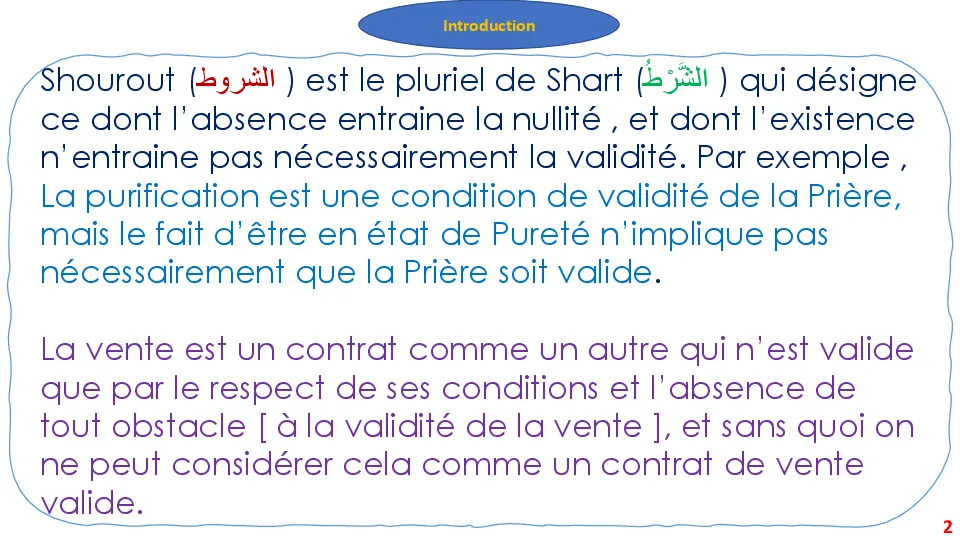 Introduction
Shourout (الشروط ) est le pluriel de Shart (الشَّرْطُ ) qui désigne
ce dont l'absence entraine la nullité , et dont l'existence
n'entraine pas nécessairement la validité. Par exemple ,
La purification est une condition de validité de la Prière,
mais le fait d'être en état de Pureté n'implique pas
nécessairement que la Prière soit valide.
La vente est un contrat comme un autre qui n'est valide
que par le respect de ses conditions et l'absence de
tout obstacle [ à la validité de la vente ], et sans quoi on
ne peut considérer cela comme un contrat de vente
valide.
2